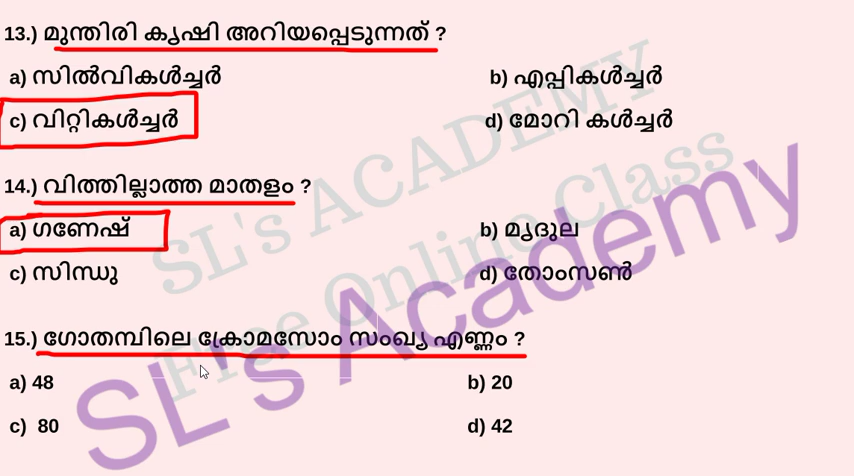 13.) മുന്തിരി കൃഷി അറിയപ്പെടുന്നത് ?
a) സിൽവികൾച്ചർ b) എപ്പികൾച്ചർ
c) വിറ്റികൾച്ചർ d) മോറി കൾച്ചർ
14.) വിത്തില്ലാത്ത മാതളം ?
a) ഗണേഷ് b) മൃദുല
c) സിന്ധു d) തോംസൺ
15.) ഗോതമ്പിലെ ക്രോമസോം സംഖ്യ എണ്ണം ?
a) 48 b) 20
c) 80 d) 42
SL's ACADEMY
Free Online Class
SL's Academy